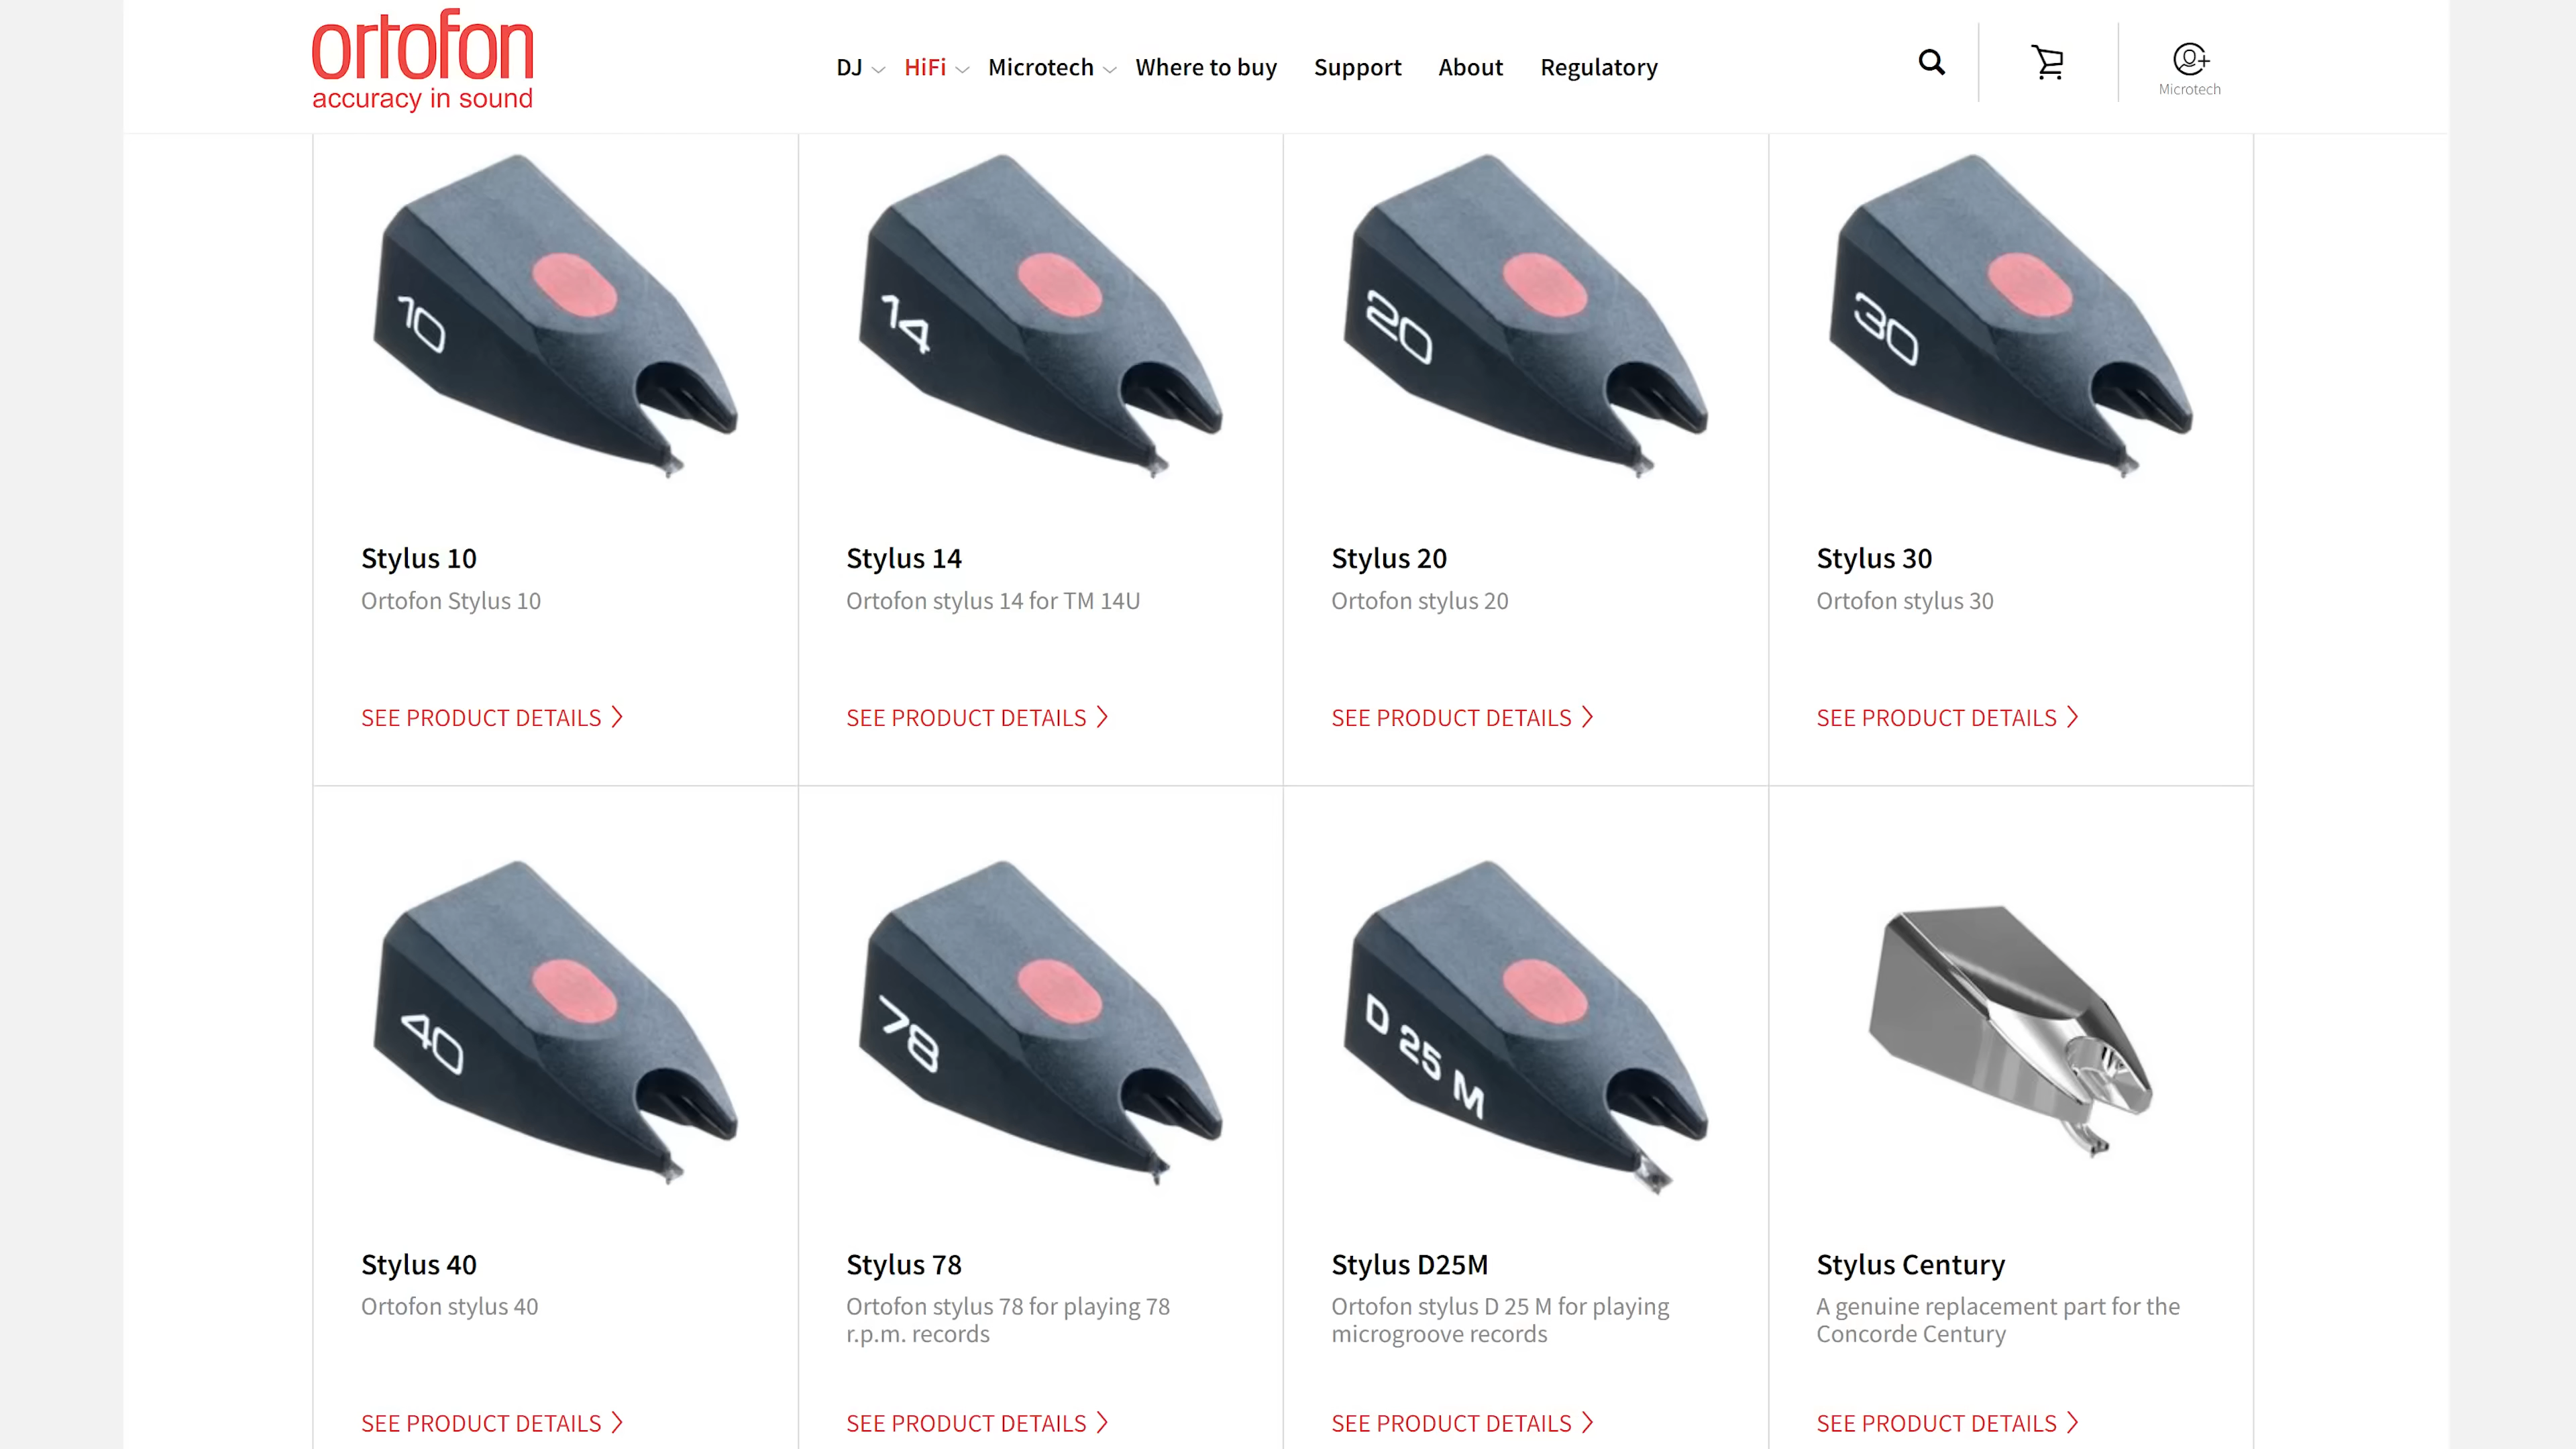 ortofon
accuracy in sound
DJ HiFi Microtech Where to buy Support About Regulatory
Microtech
10
14
20
30
Stylus 10
Ortofon Stylus 10
SEE PRODUCT DETAILS
Stylus 14
Ortofon stylus 14 for TM 14U
SEE PRODUCT DETAILS
Stylus 20
Ortofon stylus 20
SEE PRODUCT DETAILS
Stylus 30
Ortofon stylus 30
SEE PRODUCT DETAILS
40
78
D 25 M
Stylus 40
Ortofon stylus 40
SEE PRODUCT DETAILS
Stylus 78
Ortofon stylus 78 for playing 78
r.p.m. records
SEE PRODUCT DETAILS
Stylus D25M
Ortofon stylus D 25 M for playing
microgroove records
SEE PRODUCT DETAILS
Stylus Century
A genuine replacement part for the
Concorde Century
SEE PRODUCT DETAILS